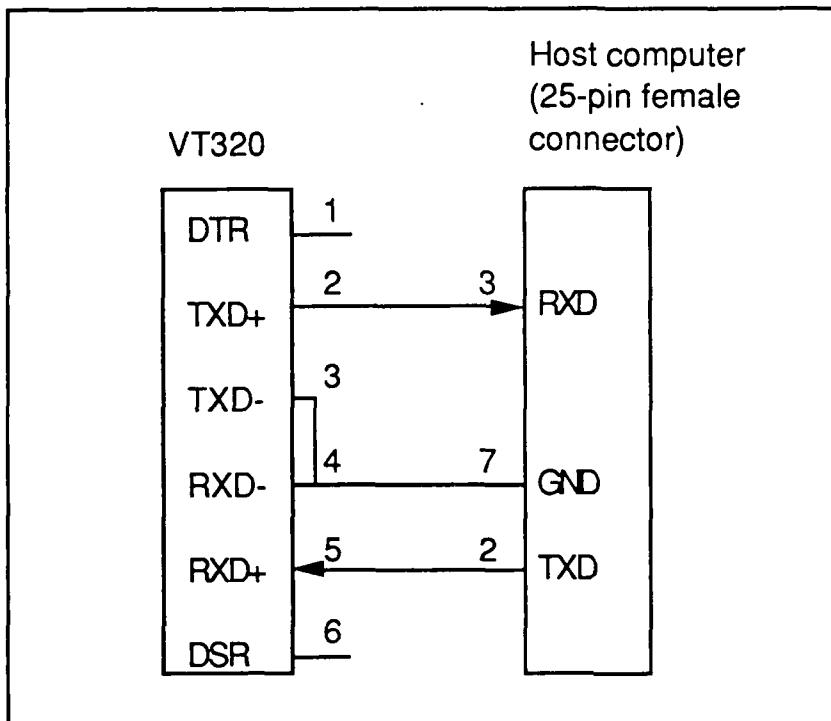 Host computer
(25-pin female
connector)
VT320
DTR 1
TXD+ 2 3 RXD
TXD- 3
RXD- 4 7 GND
RXD+ 5 2 TXD
DSR 6